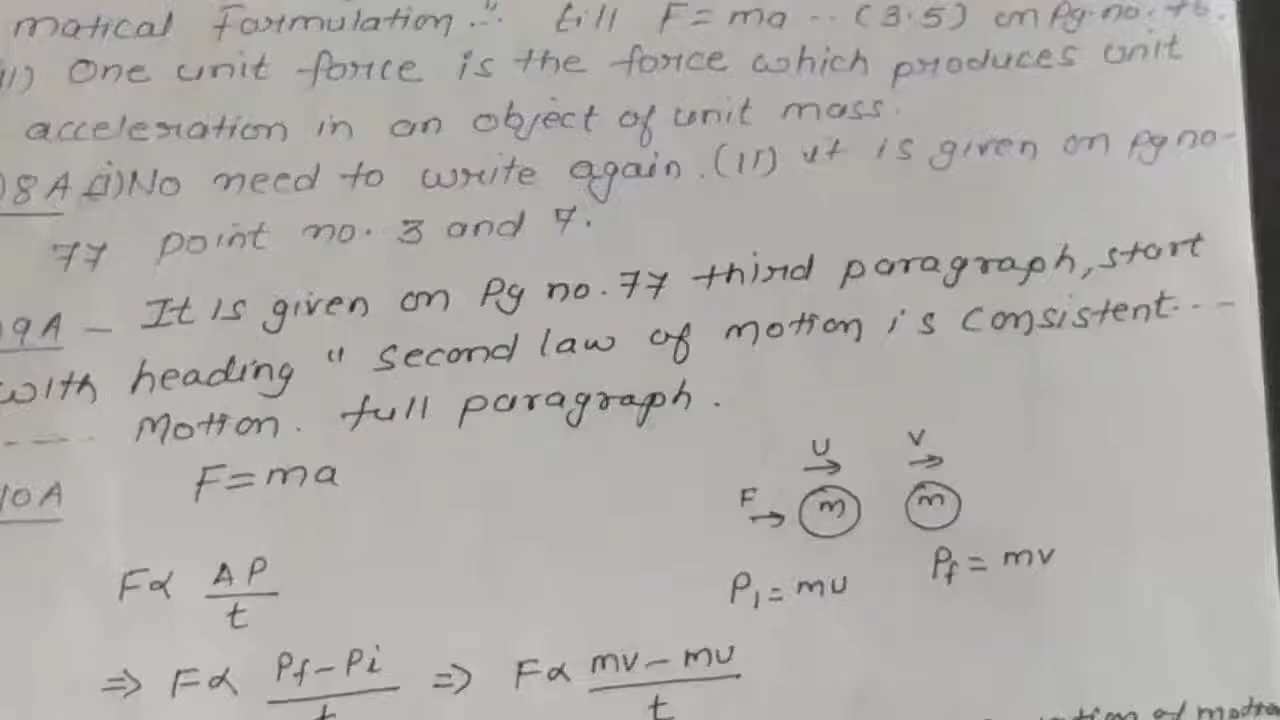 matical formulation." till F = ma .. (3.5) on Pg. no. 76.
ii) One unit force is the force which produces unit
acceleration in an object of unit mass.
8A (i) No need to write again. (ii) it is given on pg no-
77 point no. 3 and 7.
9A - It is given on Pg no. 77 third paragraph, start
with heading " second law of motion is consistent...-
---- Motion. full paragraph.
10A F = ma
U V
F → m m
P₁ = mu Pf = mv
F ∝ ΔP / t
⇒ F ∝ Pf - Pi / t ⇒ F ∝ mv - mu / t
of motion